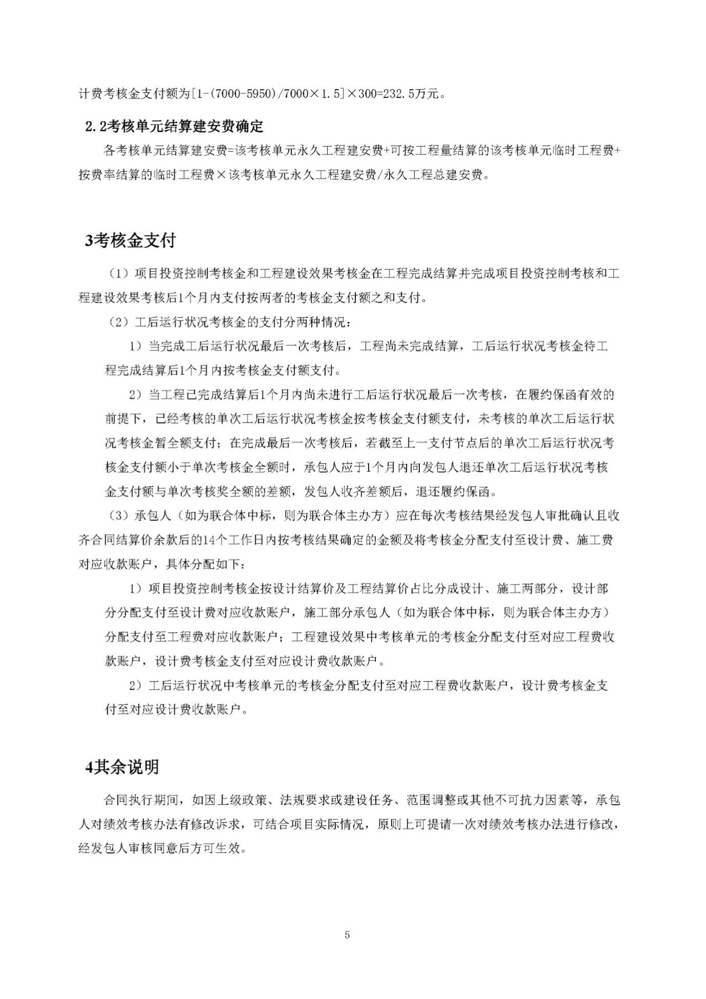 计费考核金支付额为[1-(7000-5950)/7000×1.5]×300=232.5万元。
2.2考核单元结算建安费确定
各考核单元结算建安费=该考核单元永久工程建安费+可按工程量结算的该考核单元临时工程费+
按费率结算的临时工程费×该考核单元永久工程建安费/永久工程总建安费。
3考核金支付
（1）项目投资控制考核金和工程建设效果考核金在工程完成结算并完成项目投资控制考核和工
程建设效果考核后1个月内支付按两者的考核金支付额之和支付。
（2）工后运行状况考核金的支付分两种情况：
1）当完成工后运行状况最后一次考核后，工程尚未完成结算，工后运行状况考核金待工
程完成结算后1个月内按考核金支付额支付。
2）当工程已完成结算后1个月内尚未进行工后运行状况最后一次考核，在履约保函有效的
前提下，已经考核的单次工后运行状况考核金按考核金支付额支付，未考核的单次工后运行状
况考核金暂全额支付；在完成最后一次考核后，若截至上一支付节点后的单次工后运行状况考
核金支付额小于单次考核金全额时，承包人应于1个月内向发包人退还单次工后运行状况考核
金支付额与单次考核奖全额的差额，发包人收齐差额后，退还履约保函。
（3）承包人（如为联合体中标，则为联合体主办方）应在每次考核结果经发包人审批确认且收
齐合同结算价余款后的14个工作日内按考核结果确定的金额及将考核金分配支付至设计费、施工费
对应收款账户，具体分配如下：
1）项目投资控制考核金按设计结算价及工程结算价占比分成设计、施工两部分，设计部
分分配支付至设计费对应收款账户，施工部分承包人（如为联合体中标，则为联合体主办方）
分配支付至工程费对应收款账户；工程建设效果中考核单元的考核金分配支付至对应工程费收
款账户，设计费考核金支付至对应设计费收款账户。
2）工后运行状况中考核单元的考核金分配支付至对应工程费收款账户，设计费考核金支
付至对应设计费收款账户。
4其余说明
合同执行期间，如因上级政策、法规要求或建设任务、范围调整或其他不可抗力因素等，承包
人对绩效考核办法有修改诉求，可结合项目实际情况，原则上可提请一次对绩效考核办法进行修改，
经发包人审核同意后方可生效。
5